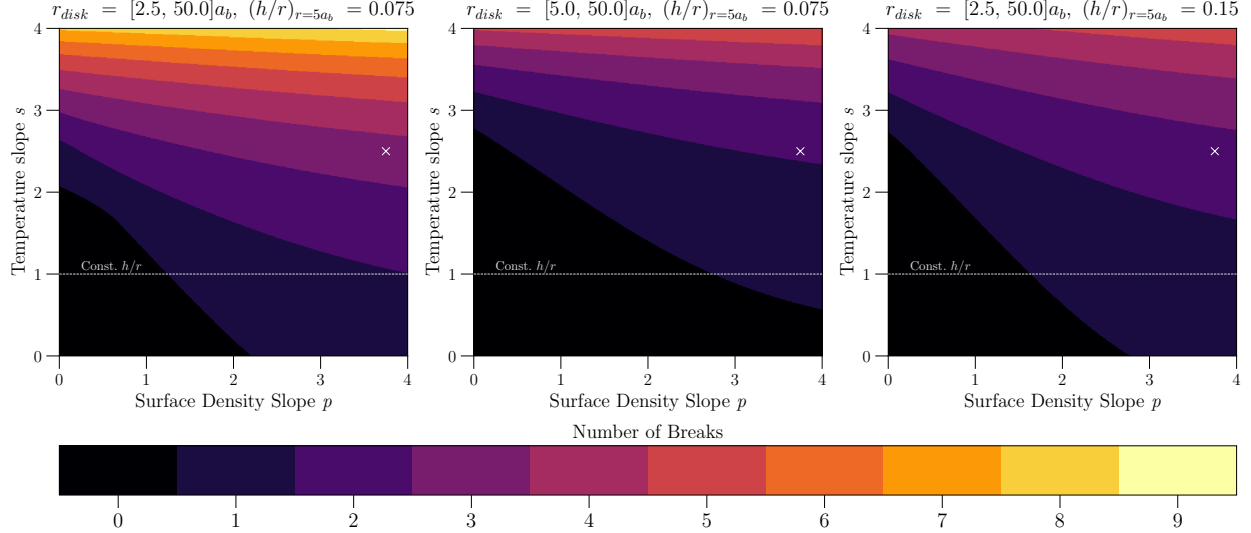 r_disk = [2.5, 50.0]a_b, (h/r)_{r=5a_b} = 0.075
r_disk = [5.0, 50.0]a_b, (h/r)_{r=5a_b} = 0.075
r_disk = [2.5, 50.0]a_b, (h/r)_{r=5a_b} = 0.15
Temperature slope s
4
3
2
1
0
Const. h/r
0 1 2 3 4
Surface Density Slope p
Temperature slope s
4
3
2
1
0
Const. h/r
0 1 2 3 4
Surface Density Slope p
Temperature slope s
4
3
2
1
0
Const. h/r
0 1 2 3 4
Surface Density Slope p
Number of Breaks
0 1 2 3 4 5 6 7 8 9